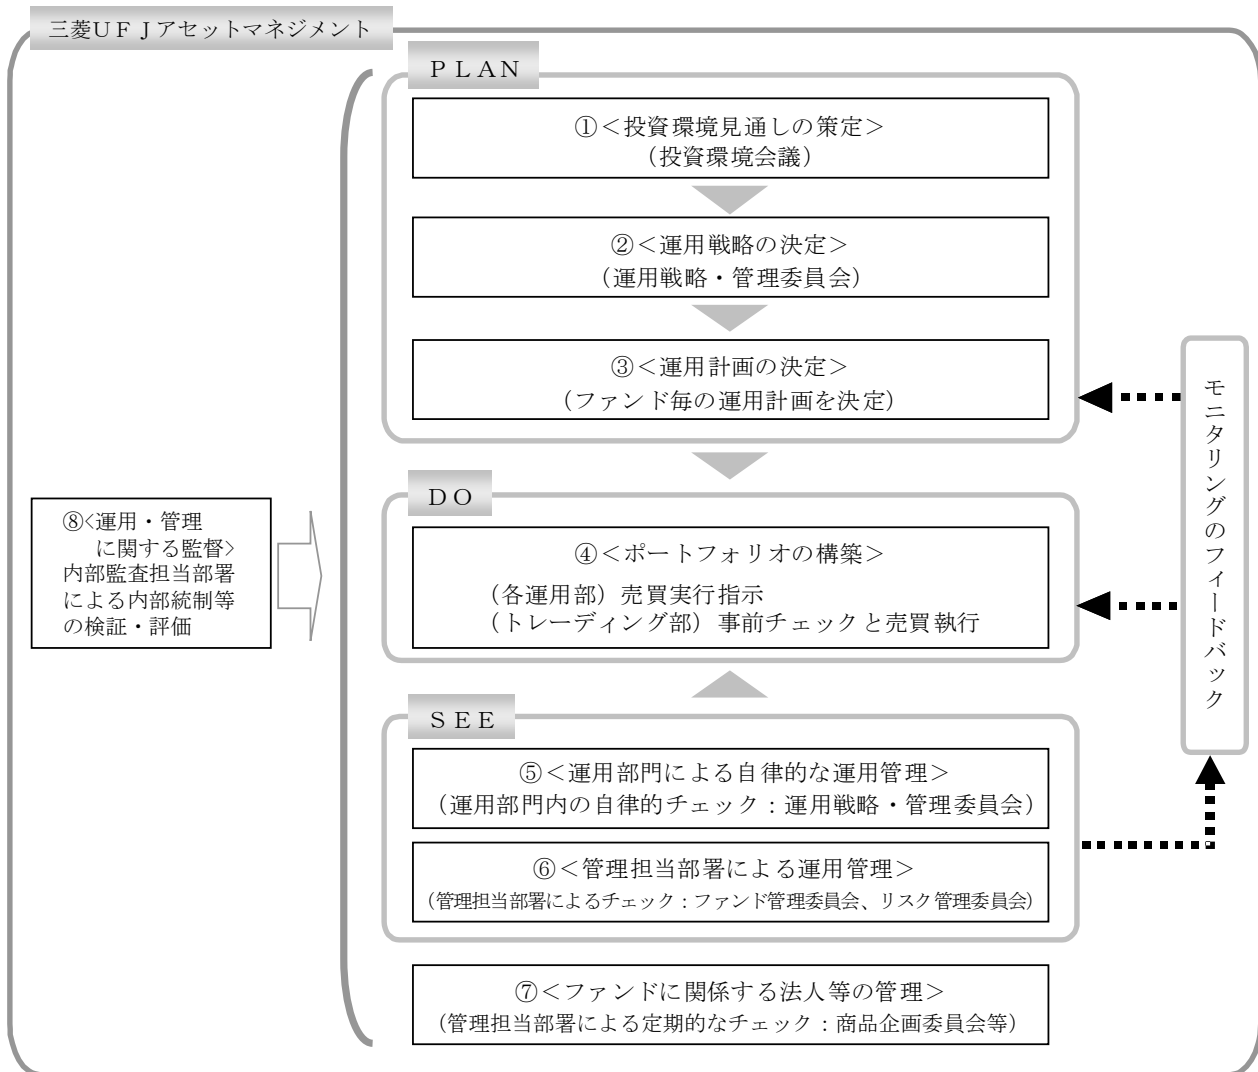 三菱UFJアセットマネジメント
PLAN
①<投資環境見通しの策定>
(投資環境会議)
②<運用戦略の決定>
(運用戦略・管理委員会)
③<運用計画の決定>
(ファンド毎の運用計画を決定)
DO
④<ポートフォリオの構築>
(各運用部)売買実行指示
(トレーディング部)事前チェックと売買執行
SEE
⑤<運用部門による自律的な運用管理>
(運用部門内の自律的チェック:運用戦略・管理委員会)
⑥<管理担当部署による運用管理>
(管理担当部署によるチェック:ファンド管理委員会、リスク管理委員会)
⑦<ファンドに関係する法人等の管理>
(管理担当部署による定期的なチェック:商品企画委員会等)
⑧<運用・管理
に関する監督>
内部監査担当部署
による内部統制等
の検証・評価
モニタリングのフィードバック